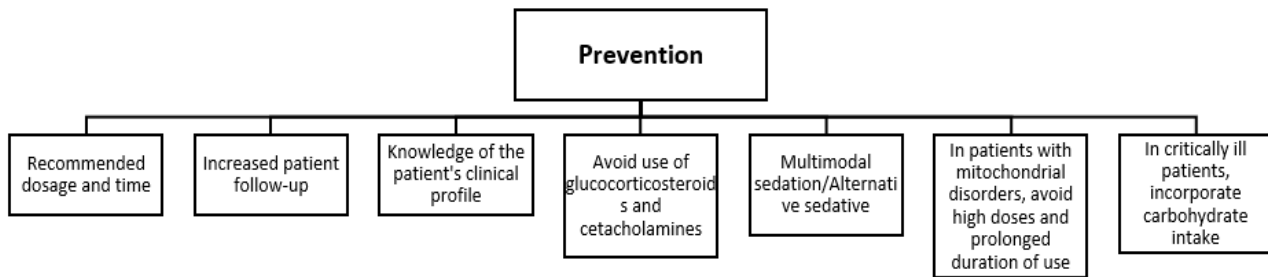 Prevention
Recommended
dosage and time
Increased patient
follow-up
Knowledge of the
patient's clinical
profile
Avoid use of
glucocorticosteroid
s and
cetacholamines
Multimodal
sedation/Alternati
ve sedative
In patients with
mitochondrial
disorders, avoid
high doses and
prolonged
duration of use
In critically ill
patients,
incorporate
carbohydrate
intake